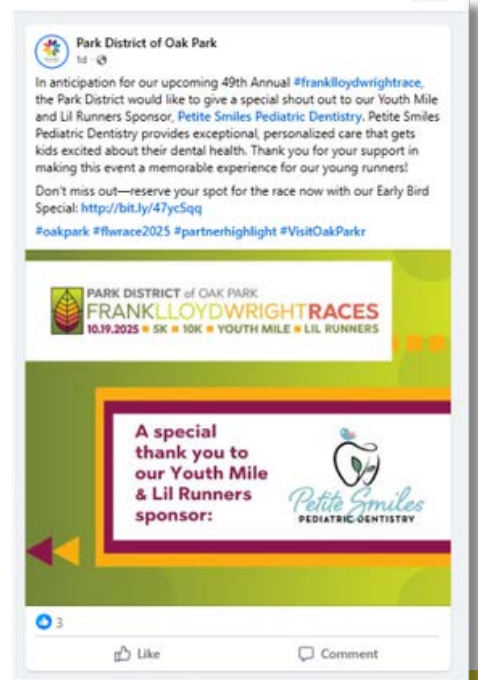 Park District of Oak Park
1d ·
In anticipation for our upcoming 49th Annual #franklloydwrightrace,
the Park District would like to give a special shout out to our Youth Mile
and Lil Runners Sponsor, Petite Smiles Pediatric Dentistry. Petite Smiles
Pediatric Dentistry provides exceptional, personalized care that gets
kids excited about their dental health. Thank you for your support in
making this event a memorable experience for our young runners!
Don't miss out—reserve your spot for the race now with our Early Bird
Special: http://bit.ly/47ycSqq
#oakpark #flwrace2025 #partnerhighlight #VisitOakParkr
PARK DISTRICT of OAK PARK
FRANKLLOYDWRIGHTRACES
10.19.2025 ■ 5K ■ 10K ■ YOUTH MILE ■ LIL RUNNERS
A special
thank you to
our Youth Mile
& Lil Runners
sponsor:
Petite Smiles
PEDIATRIC DENTISTRY
3
Like
Comment